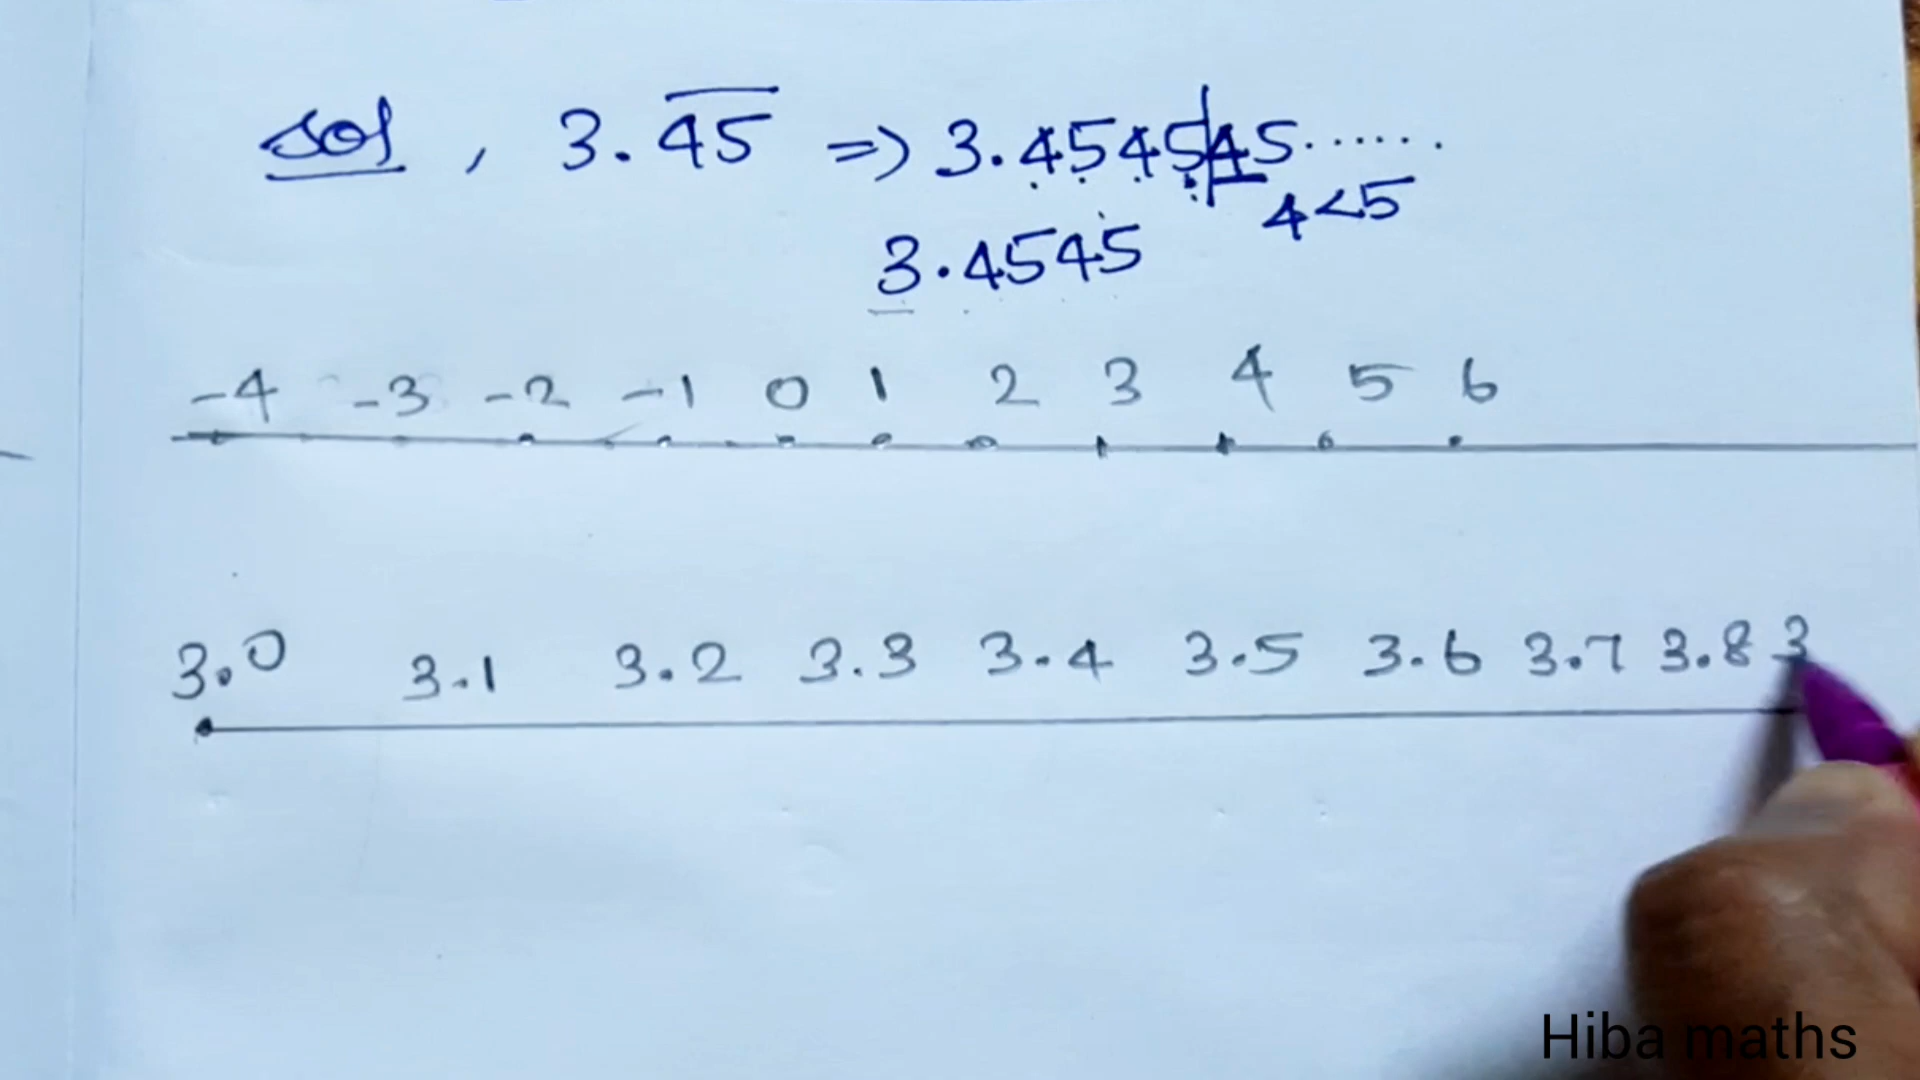 Sol, 3.4̅5̅ => 3.454545......
4<5
3.4545
-4 -3 -2 -1 0 1 2 3 4 5 6
3.0 3.1 3.2 3.3 3.4 3.5 3.6 3.7 3.8 3
Hiba maths